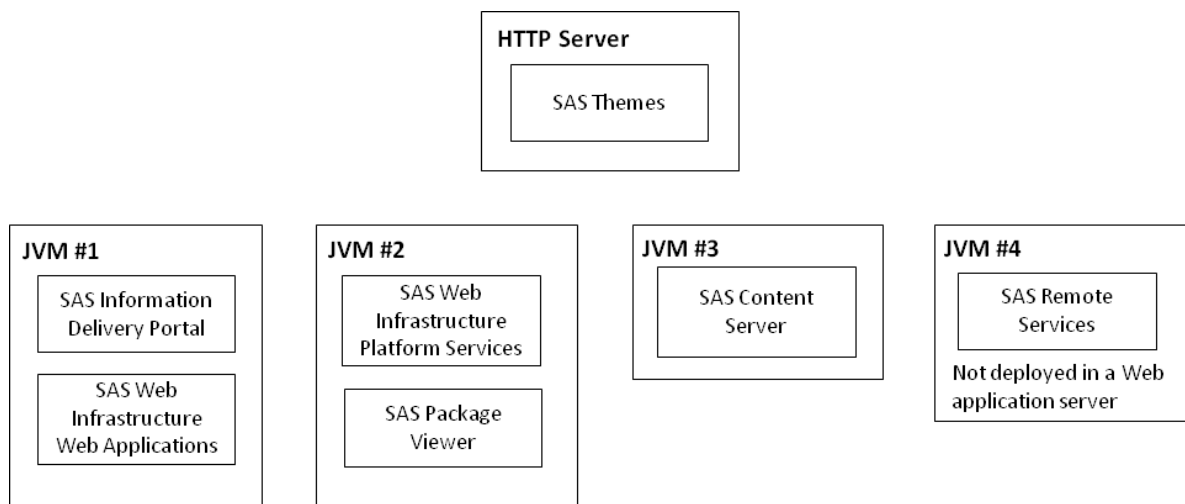 HTTP Server
SAS Themes
JVM #1
SAS Information
Delivery Portal
SAS Web
Infrastructure
Web Applications
JVM #2
SAS Web
Infrastructure
Platform Services
SAS Package
Viewer
JVM #3
SAS Content
Server
JVM #4
SAS Remote
Services
Not deployed in a Web
application server